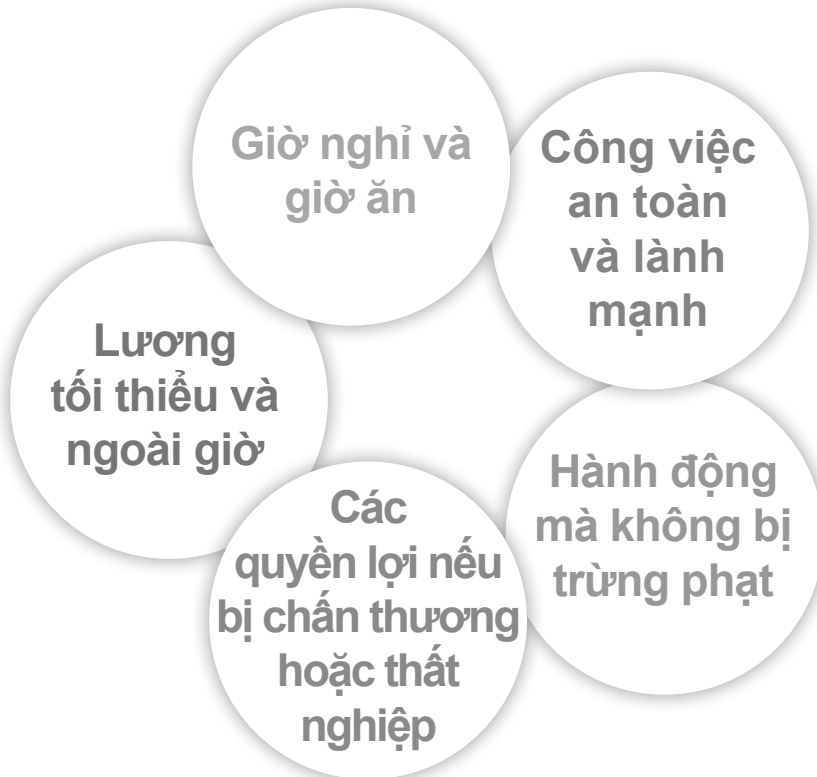 Giờ nghỉ và
giờ ăn
Công việc
an toàn
và lành
mạnh
Lương
tối thiểu và
ngoài giờ
Hành động
mà không bị
trừng phạt
Các
quyền lợi nếu
bị chấn thương
hoặc thất
nghiệp